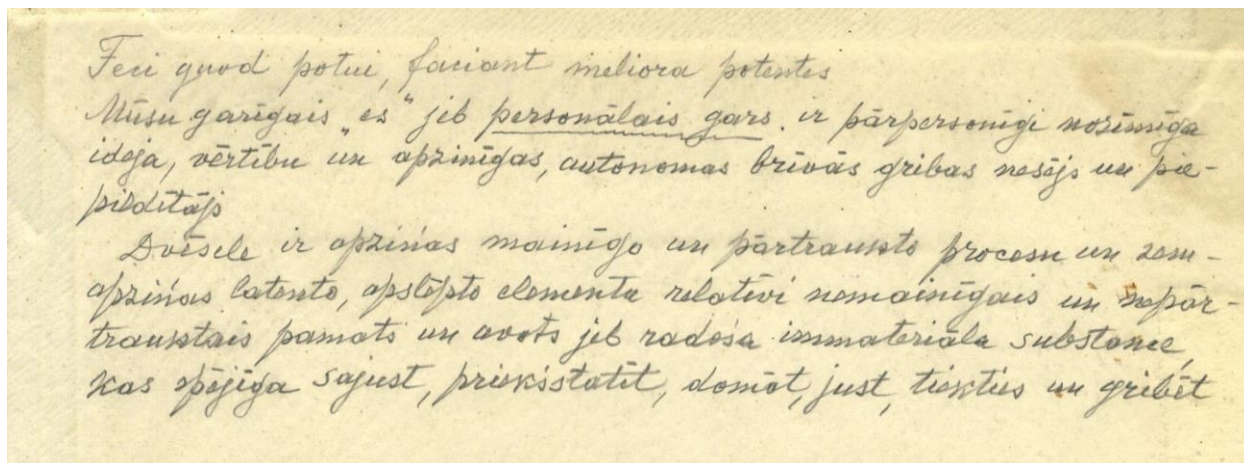 Feci quod potui, faciant meliora potentes
Mūsu garīgais „es“ jeb personālais gars ir pārpersonīgi nozīmīga
ideja, vērtību un apzinīgas, autonomas brīvās gribas nesējs un pie-
pildītājs
Dvēsele ir apziņas mainīgo un pārtraukto procesu un zem-
apziņas latento, apslēpto elementu relatīvi nemainīgais un nepār-
trauktais pamats un avots jeb radoša immateriāla substance,
kas spējīga sajust, priekšstatīt, domāt, just, tiekties un gribēt